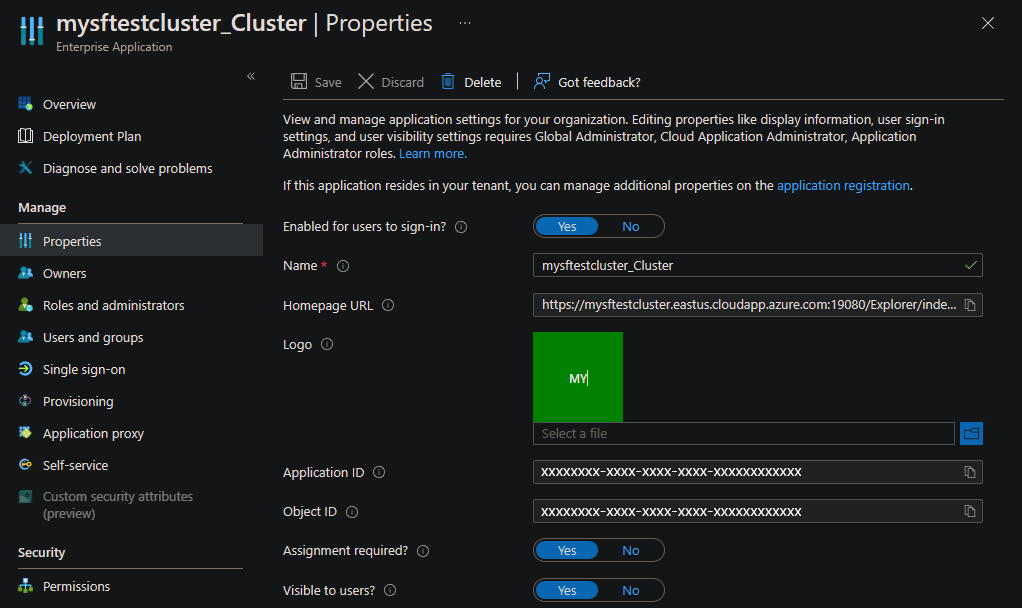 mysftestcluster_Cluster | Properties ...
Enterprise Application
«
Overview
Deployment Plan
Diagnose and solve problems
Manage
Properties
Owners
Roles and administrators
Users and groups
Single sign-on
Provisioning
Application proxy
Self-service
Custom security attributes
(preview)
Security
Permissions
Save Discard Delete | Got feedback?
View and manage application settings for your organization. Editing properties like display information, user sign-in
settings, and user visibility settings requires Global Administrator, Cloud Application Administrator, Application
Administrator roles. Learn more.
If this application resides in your tenant, you can manage additional properties on the application registration.
Enabled for users to sign-in? Yes No
Name * mysftestcluster_Cluster
Homepage URL https://mysftestcluster.eastus.cloudapp.azure.com:19080/Explorer/inde...
Logo
MY
Select a file
Application ID XXXXXXXX-XXXX-XXXX-XXXX-XXXXXXXXXXXX
Object ID XXXXXXXX-XXXX-XXXX-XXXX-XXXXXXXXXXXX
Assignment required? Yes No
Visible to users? Yes No